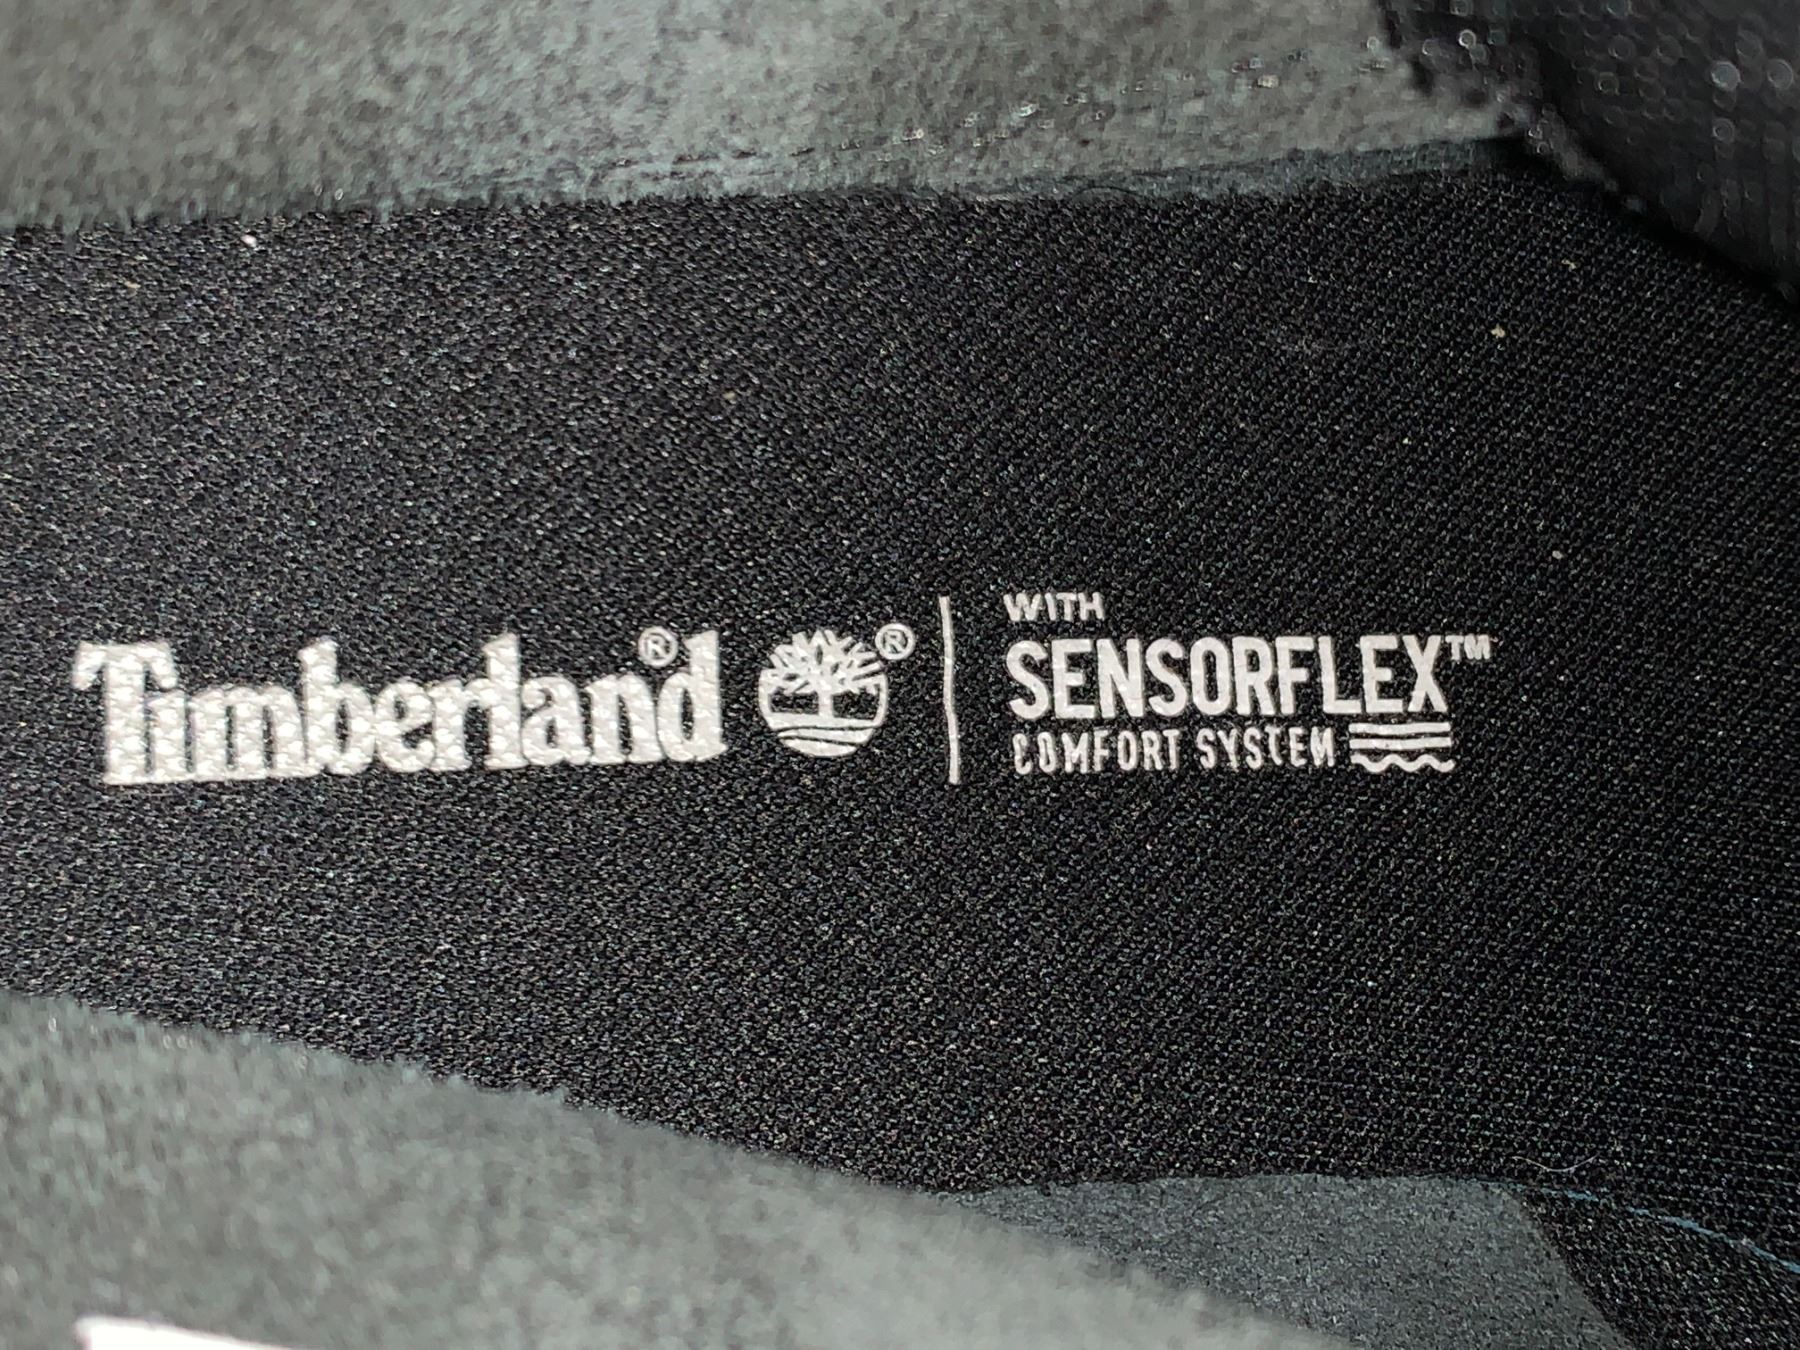 Timberland® ®
WITH
SENSORFLEX™
COMFORT SYSTEM